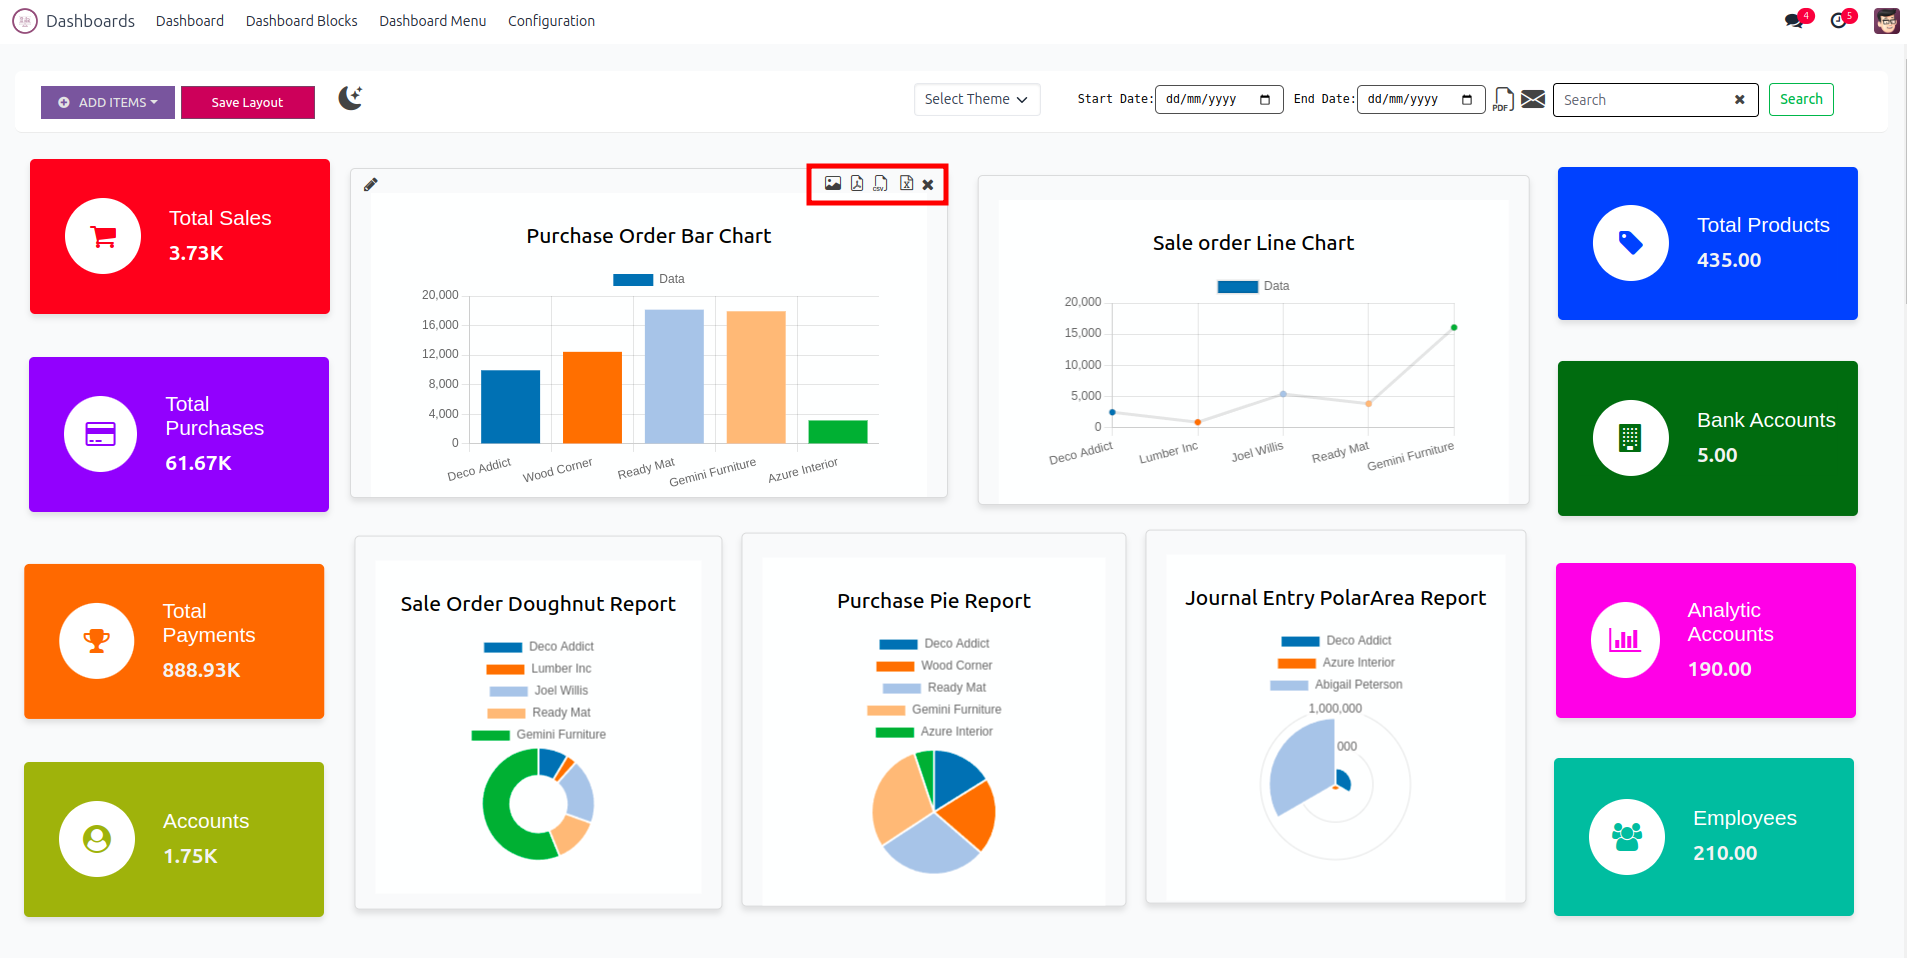 Dashboards Dashboard Dashboard Blocks Dashboard Menu Configuration 4 5
ADD ITEMS Save Layout Select Theme Start Date: dd/mm/yyyy End Date: dd/mm/yyyy PDF Search Search
Total Sales
3.73K
Total
Purchases
61.67K
Total
Payments
888.93K
Accounts
1.75K
CSV
Purchase Order Bar Chart
Data
20,000
16,000
12,000
8,000
4,000
0
Deco Addict Wood Corner Ready Mat Gemini Furniture Azure Interior
Sale order Line Chart
Data
20,000
15,000
10,000
5,000
0
Deco Addict Lumber Inc Joel Willis Ready Mat Gemini Furniture
Sale Order Doughnut Report
Deco Addict
Lumber Inc
Joel Willis
Ready Mat
Gemini Furniture
Purchase Pie Report
Deco Addict
Wood Corner
Ready Mat
Gemini Furniture
Azure Interior
Journal Entry PolarArea Report
Deco Addict
Azure Interior
Abigail Peterson
1,000,000
000
Total Products
435.00
Bank Accounts
5.00
Analytic
Accounts
190.00
Employees
210.00